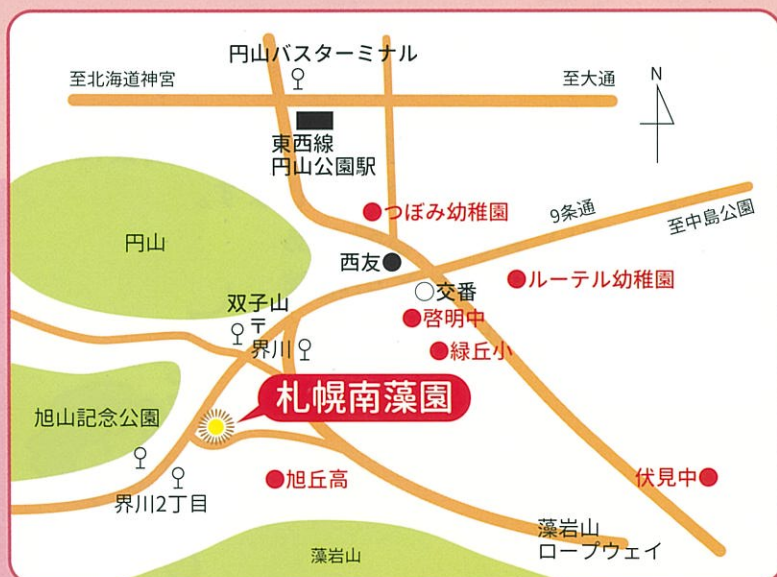 円山バスターミナル
至北海道神宮
至大通
N
東西線
円山公園駅
つぼみ幼稚園
9条通
至中島公園
円山
西友
ルーテル幼稚園
交番
双子山
〒
啓明中
界川
緑丘小
札幌南藻園
旭山記念公園
旭丘高
伏見中
界川2丁目
藻岩山
ロープウェイ
藻岩山